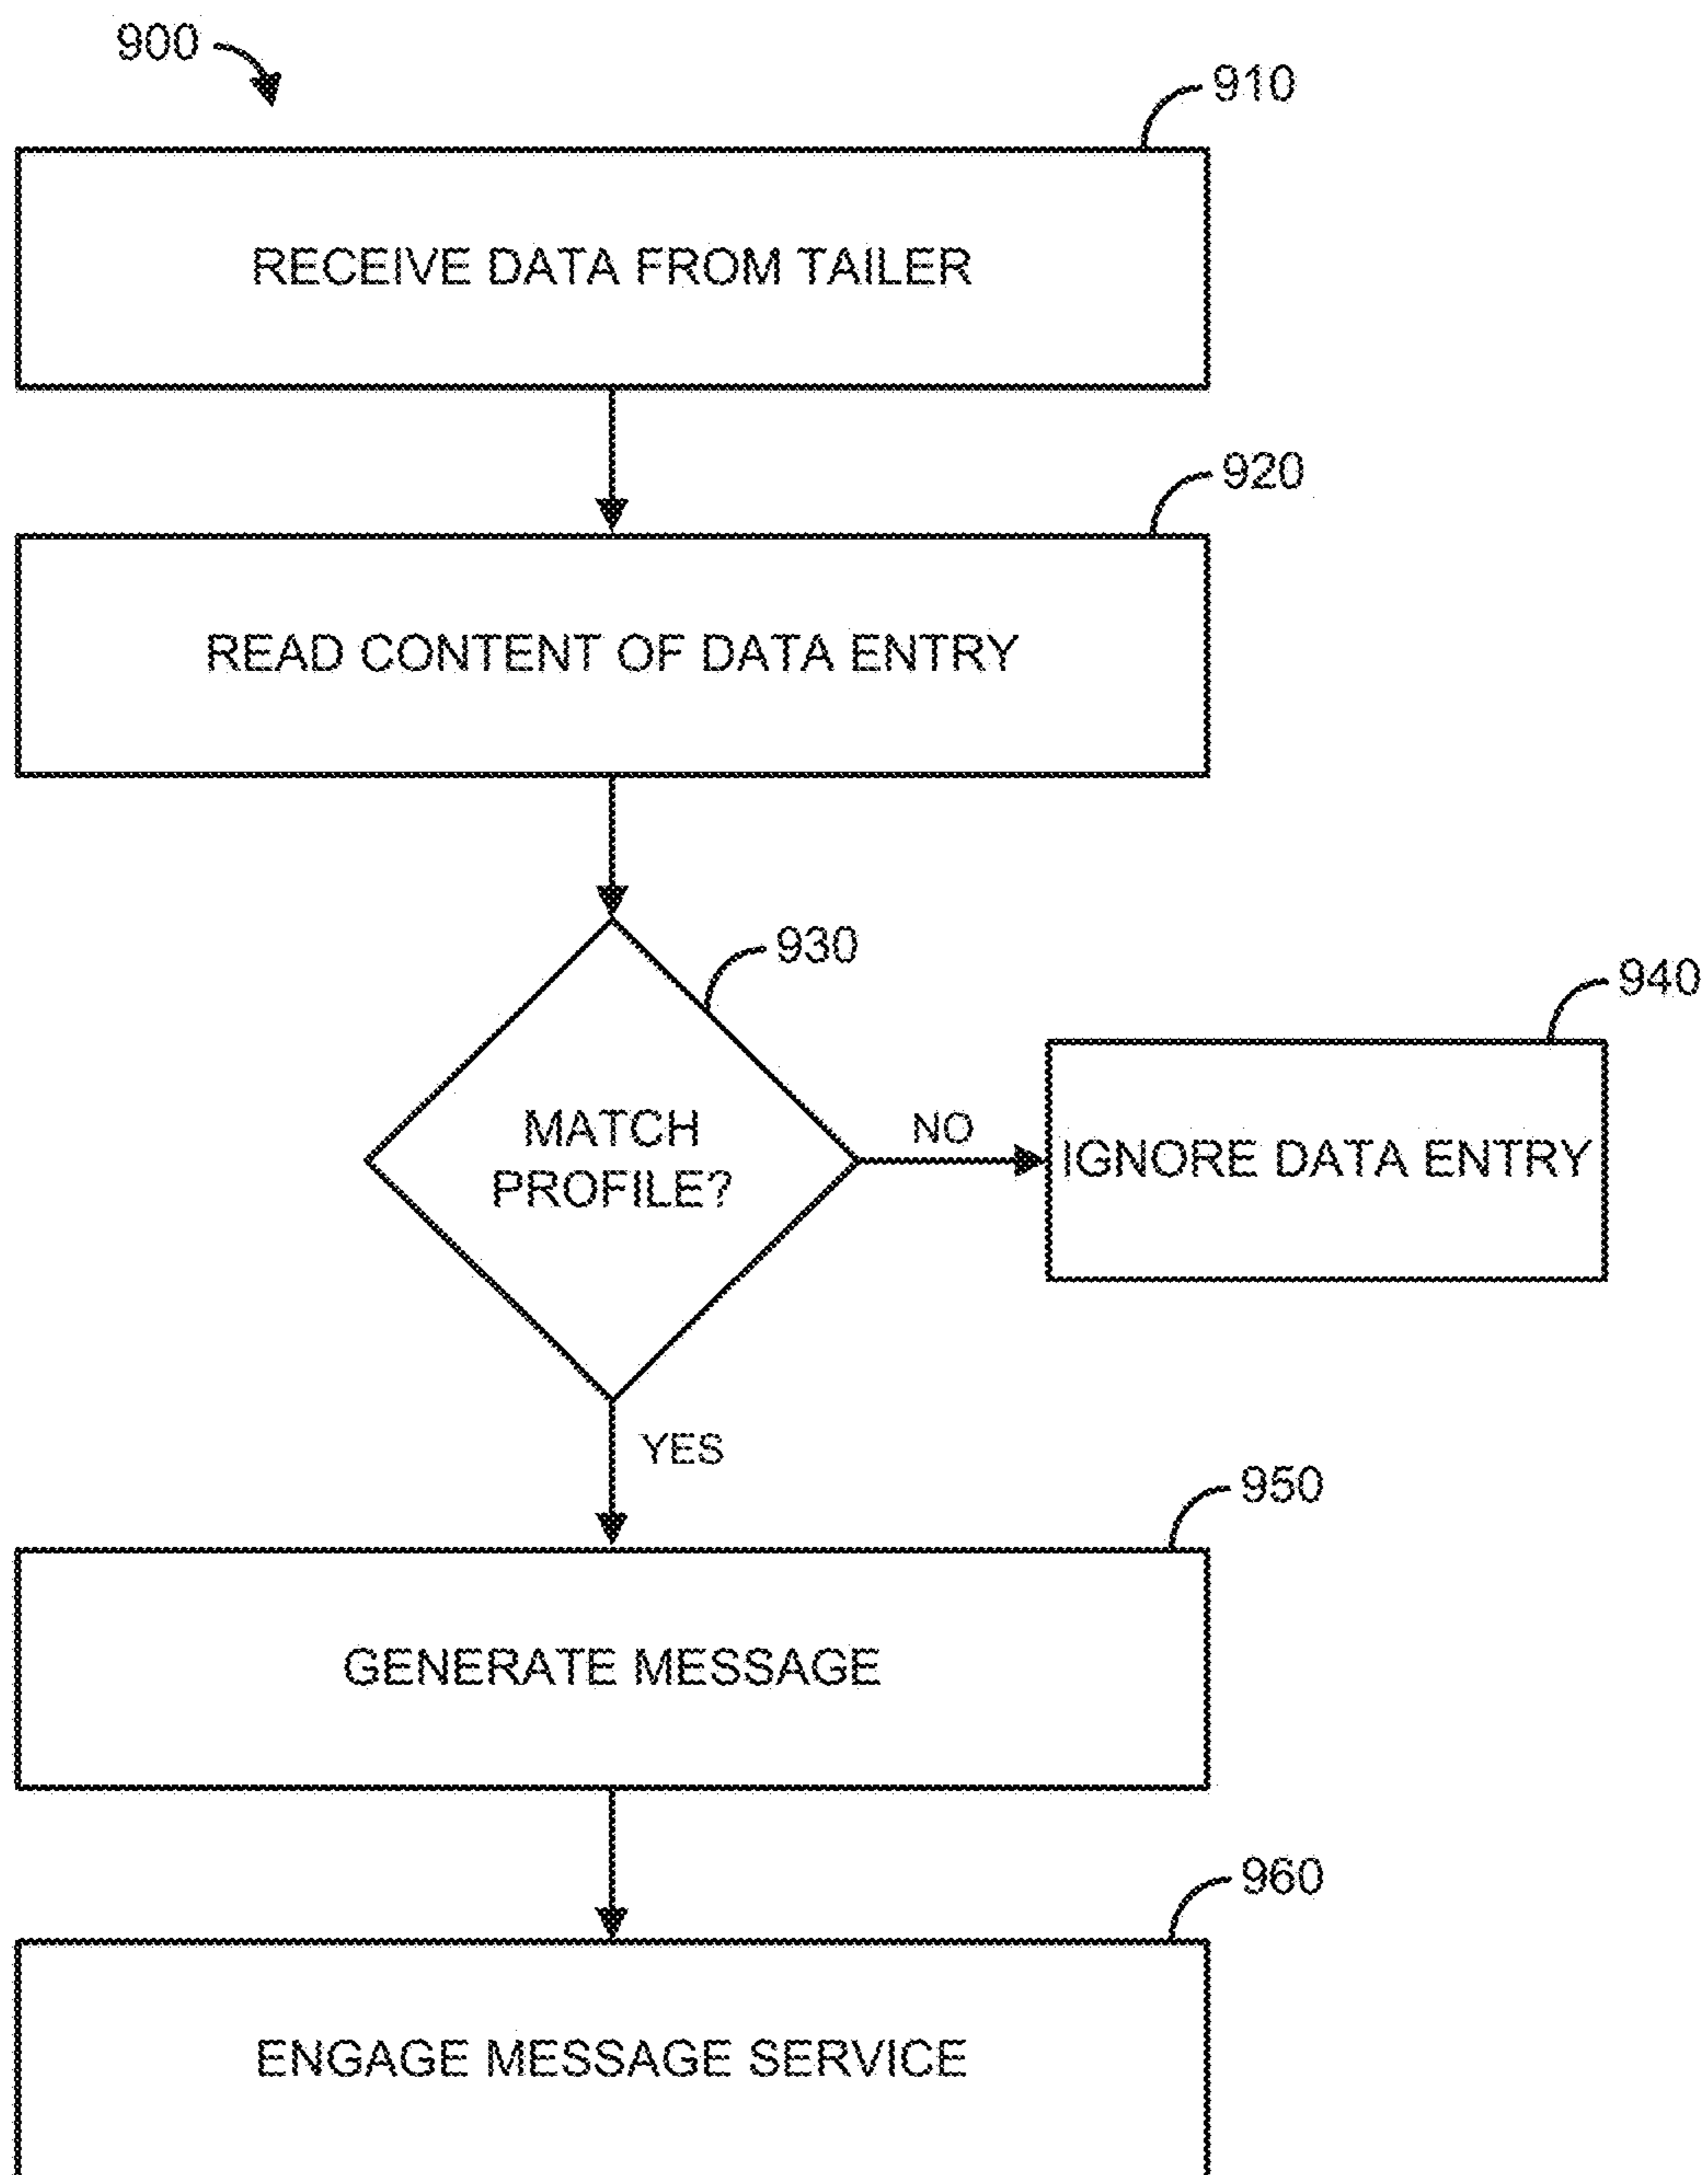 900
910
RECEIVE DATA FROM TAILER
920
READ CONTENT OF DATA ENTRY
930
940
MATCH
PROFILE?
NO
IGNORE DATA ENTRY
YES
950
GENERATE MESSAGE
960
ENGAGE MESSAGE SERVICE